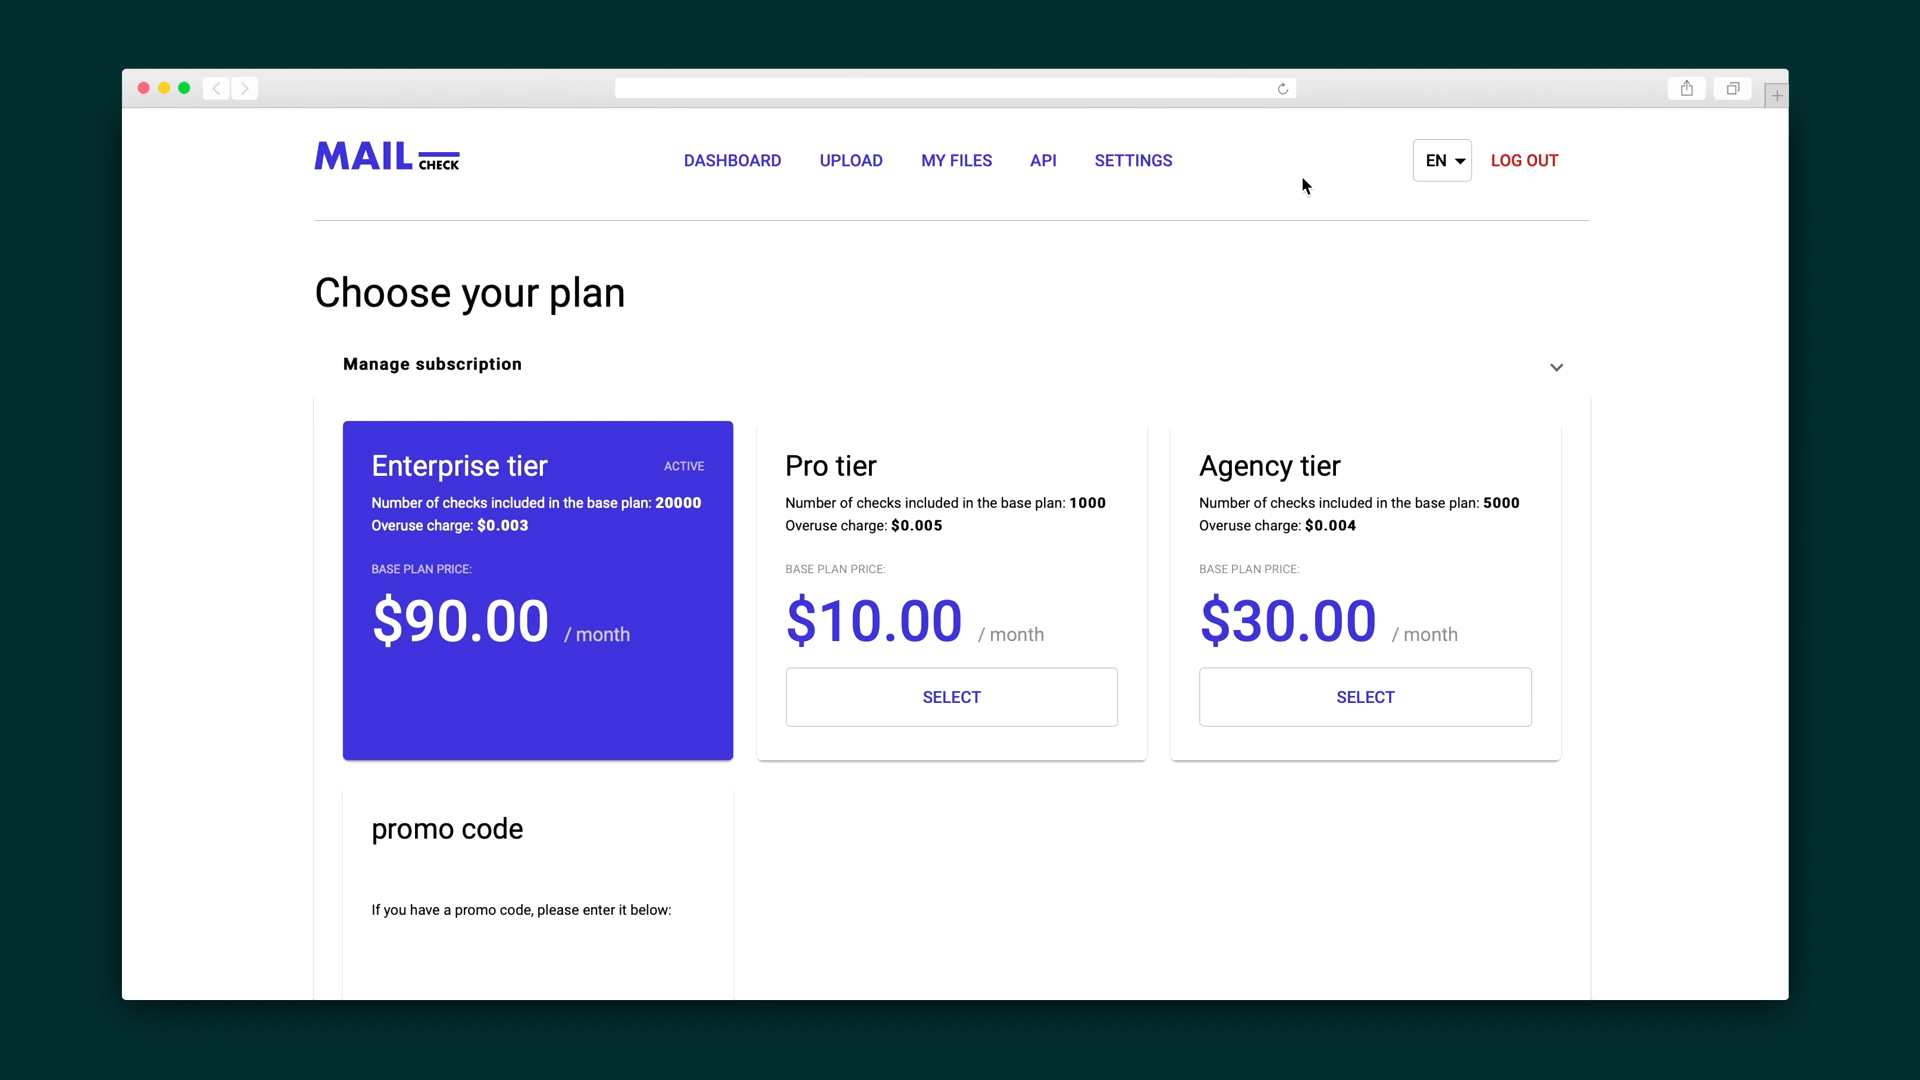 MAIL CHECK
DASHBOARD UPLOAD MY FILES API SETTINGS EN LOG OUT
Choose your plan
Manage subscription
Enterprise tier ACTIVE
Number of checks included in the base plan: 20000
Overuse charge: $0.003
BASE PLAN PRICE:
$90.00 / month
Pro tier
Number of checks included in the base plan: 1000
Overuse charge: $0.005
BASE PLAN PRICE:
$10.00 / month
SELECT
Agency tier
Number of checks included in the base plan: 5000
Overuse charge: $0.004
BASE PLAN PRICE:
$30.00 / month
SELECT
promo code
If you have a promo code, please enter it below: